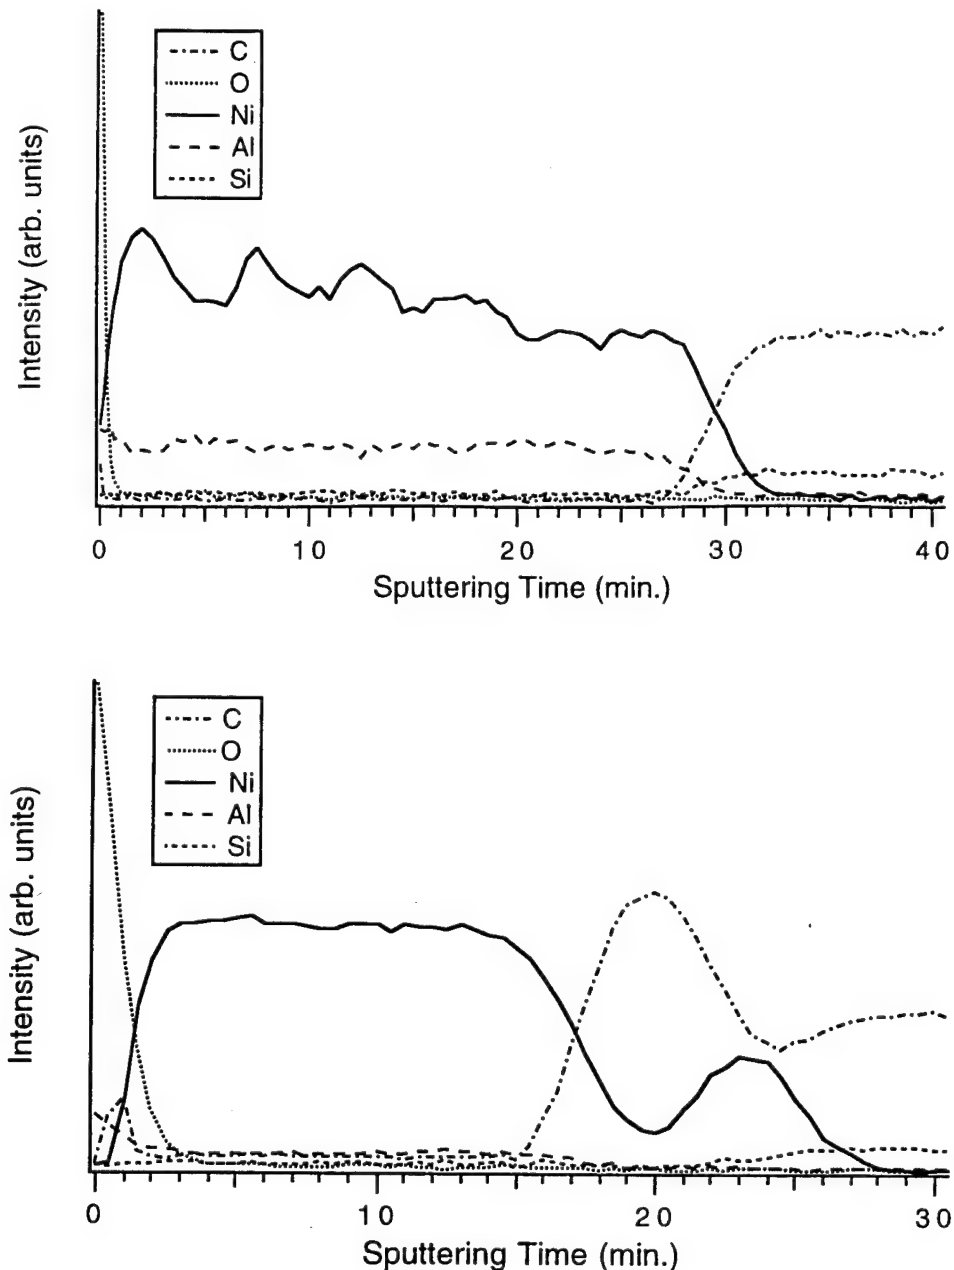 C
O
Ni
Al
Si
Intensity (arb. units)
0 10 20 30 40
Sputtering Time (min.)
C
O
Ni
Al
Si
Intensity (arb. units)
0 10 20 30
Sputtering Time (min.)